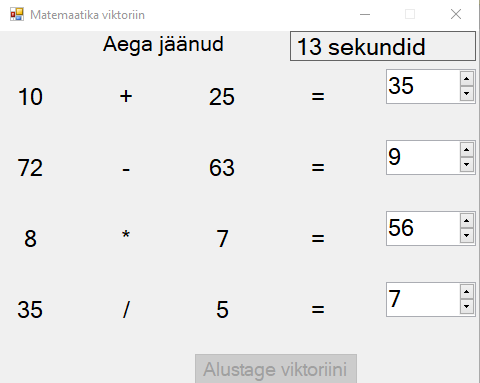 Matemaatika viktoriin
Aega jäänud 13 sekundid
10 + 25 = 35
72 - 63 = 9
8 * 7 = 56
35 / 5 = 7
Alustage viktoriini